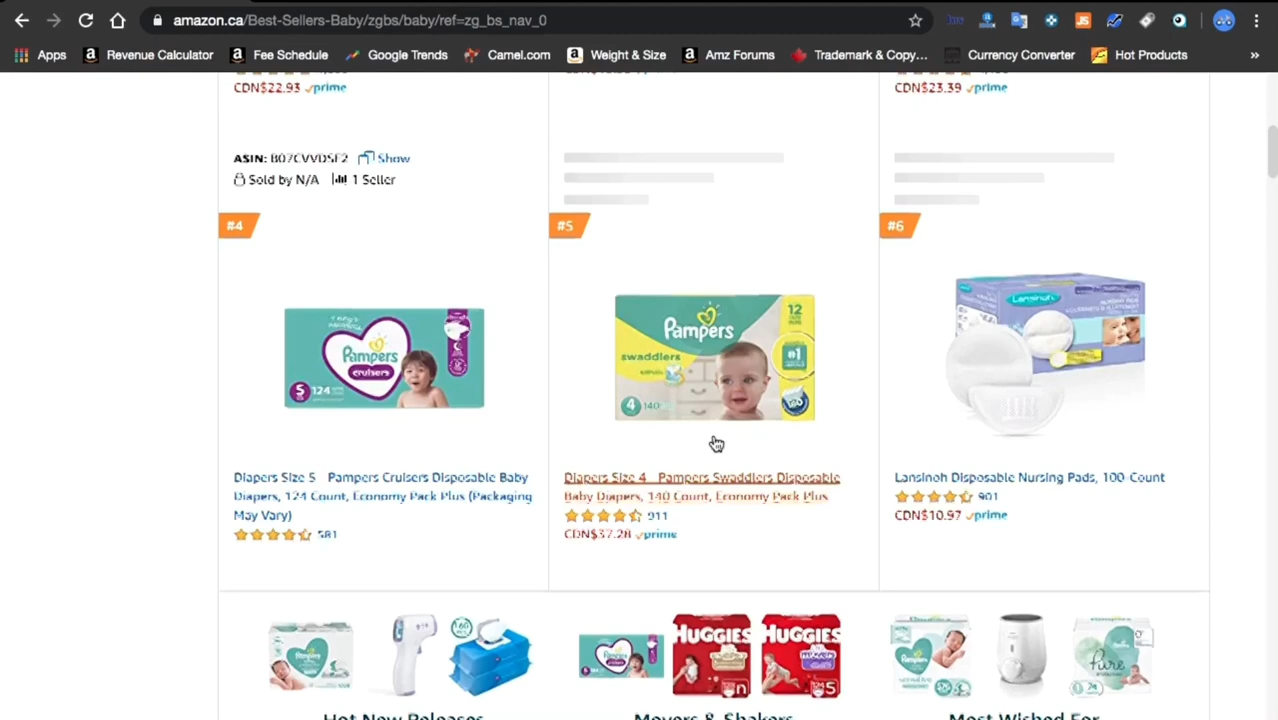 amazon.ca/Best-Sellers-Baby/zgbs/baby/ref=zg_bs_nav_0
Apps Revenue Calculator Fee Schedule Google Trends Camel.com Weight & Size Amz Forums Trademark & Copy... Currency Converter Hot Products »
CDN$22.93 prime
CDN$23.39 prime
ASIN: B07CVVDSF2 Show
Sold by N/A 1 Seller
#4
#5
#6
Pampers
cruisers
5 124
Pampers
swaddlers
12
#1
4 140
Lansinoh
Diapers Size 5 - Pampers Cruisers Disposable Baby
Diapers, 124 Count, Economy Pack Plus (Packaging
May Vary)
581
Diapers Size 4 - Pampers Swaddlers Disposable
Baby Diapers, 140 Count, Economy Pack Plus
911
CDN$37.28 prime
Lansinoh Disposable Nursing Pads, 100-Count
901
CDN$10.97 prime
Pampers
HUGGIES
HUGGIES
Pampers
pure
Hot New Releases
Movers & Shakers
Most Wished For